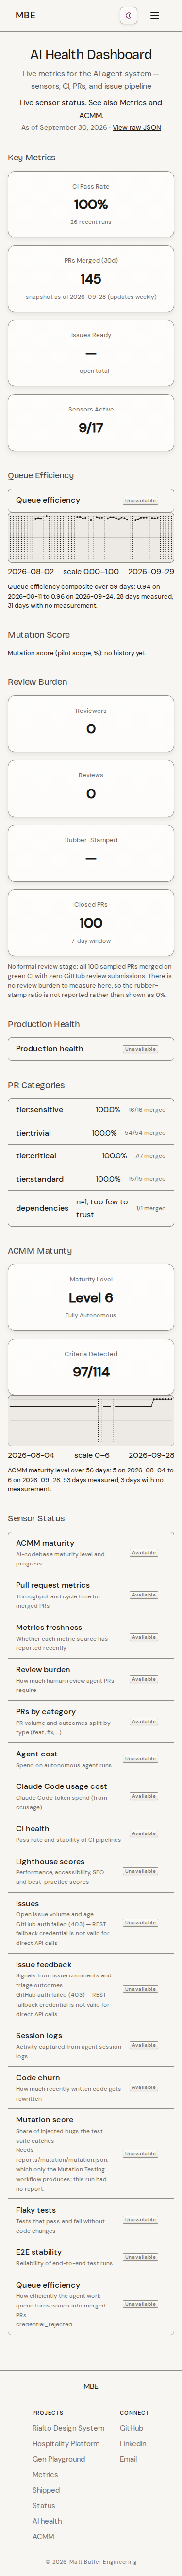 MBE
AI Health Dashboard
Live metrics for the AI agent system —
sensors, CI, PRs, and issue pipeline
Live sensor status. See also Metrics and
ACMM.
As of September 30, 2026 · View raw JSON
Key Metrics
CI Pass Rate
100%
26 recent runs
PRs Merged (30d)
145
snapshot as of 2026-09-28 (updates weekly)
Issues Ready
—
— open total
Sensors Active
9/17
Queue Efficiency
Queue efficiency
Unavailable
2026-08-02 scale 0.00–1.00 2026-09-29
Queue efficiency composite over 59 days: 0.94 on
2026-08-11 to 0.96 on 2026-09-24. 28 days measured,
31 days with no measurement.
Mutation Score
Mutation score (pilot scope, %): no history yet.
Review Burden
Reviewers
0
Reviews
0
Rubber-Stamped
—
Closed PRs
100
7-day window
No formal review stage: all 100 sampled PRs merged on
green CI with zero GitHub review submissions. There is
no review burden to measure here, so the rubber-
stamp ratio is not reported rather than shown as 0%.
Production Health
Production health
Unavailable
PR Categories
tier:sensitive 100.0% 16/16 merged
tier:trivial 100.0% 54/54 merged
tier:critical 100.0% 7/7 merged
tier:standard 100.0% 15/15 merged
dependencies n=1, too few to
trust 1/1 merged
ACMM Maturity
Maturity Level
Level 6
Fully Autonomous
Criteria Detected
97/114
2026-08-04 scale 0–6 2026-09-28
ACMM maturity level over 56 days: 5 on 2026-08-04 to
6 on 2026-09-28. 53 days measured, 3 days with no
measurement.
Sensor Status
ACMM maturity
AI-codebase maturity level and
progress
Available
Pull request metrics
Throughput and cycle time for
merged PRs
Available
Metrics freshness
Whether each metric source has
reported recently
Available
Review burden
How much human review agent PRs
require
Available
PRs by category
PR volume and outcomes split by
type (feat, fix, …)
Available
Agent cost
Spend on autonomous agent runs
Unavailable
Claude Code usage cost
Claude Code token spend (from
ccusage)
Available
CI health
Pass rate and stability of CI pipelines
Available
Lighthouse scores
Performance, accessibility, SEO
and best-practice scores
Unavailable
Issues
Open issue volume and age
GitHub auth failed (403) — REST
fallback credential is not valid for
direct API calls
Unavailable
Issue feedback
Signals from issue comments and
triage outcomes
GitHub auth failed (403) — REST
fallback credential is not valid for
direct API calls
Unavailable
Session logs
Activity captured from agent session
logs
Available
Code churn
How much recently written code gets
rewritten
Available
Mutation score
Share of injected bugs the test
suite catches
Needs
reports/mutation/mutation.json,
which only the Mutation Testing
workflow produces; this run had
no report.
Unavailable
Flaky tests
Tests that pass and fail without
code changes
Unavailable
E2E stability
Reliability of end-to-end test runs
Unavailable
Queue efficiency
How efficiently the agent work
queue turns issues into merged
PRs
credential_rejected
Unavailable
MBE
PROJECTS
Rialto Design System
Hospitality Platform
Gen Playground
Metrics
Shipped
Status
AI health
ACMM
CONNECT
GitHub
LinkedIn
Email
© 2026 Matt Butler Engineering